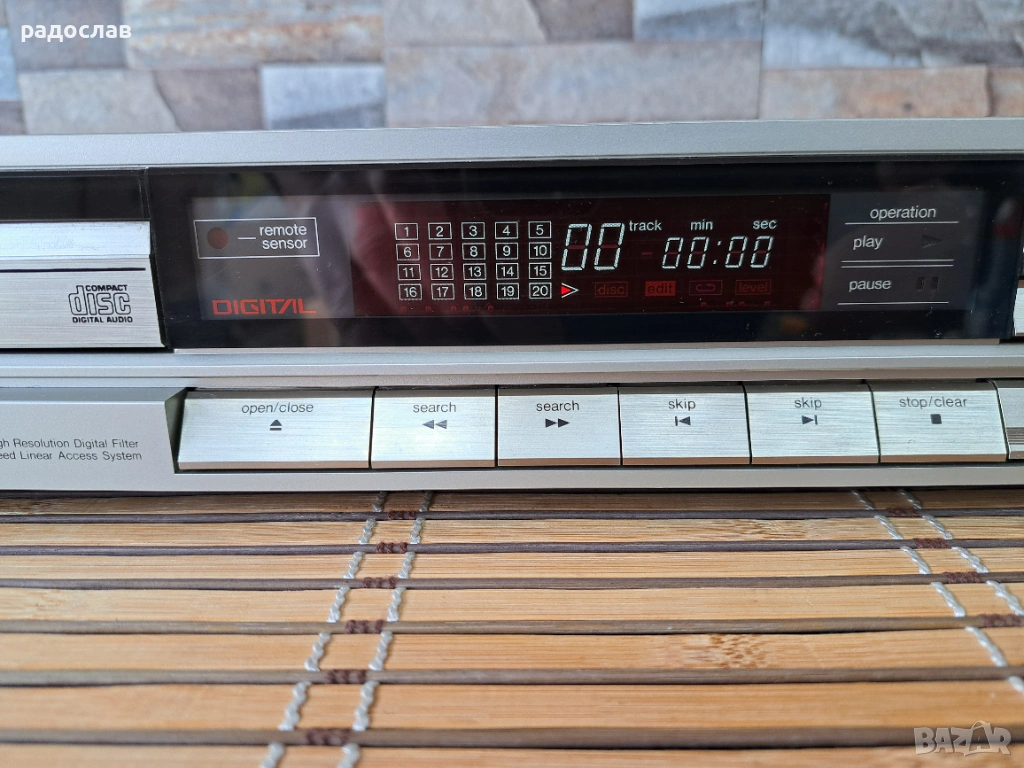 радослав
remote
sensor
DIGITAL
COMPACT
disc
DIGITAL AUDIO
1 2 3 4 5
6 7 8 9 10
11 12 13 14 15
16 17 18 19 20
track min sec
00 00:00
disc edit level
operation
play
pause
open/close
search
search
skip
skip
stop/clear
Resolution Digital Filter
Linear Access System
BAZAR